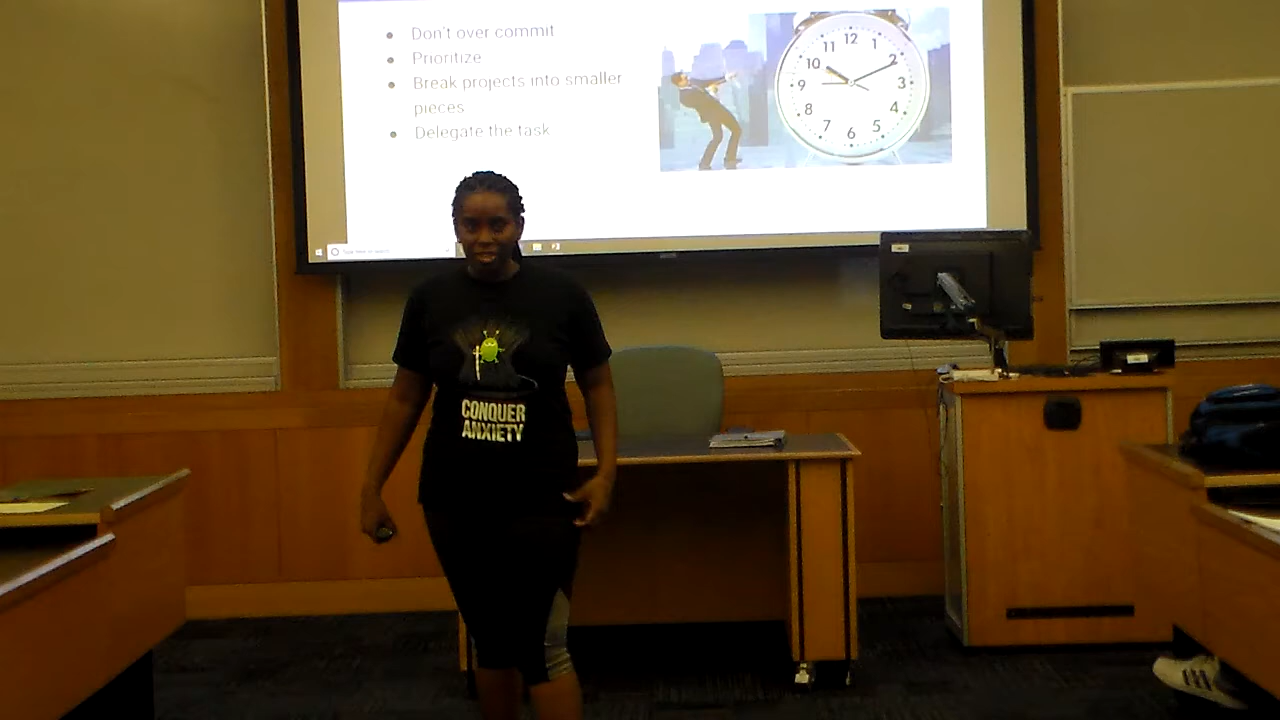 Don't over commit
Prioritize
Break projects into smaller
pieces
Delegate the task
12
11
1
10
2
9
3
8
4
7
5
6
CONQUER
ANXIETY